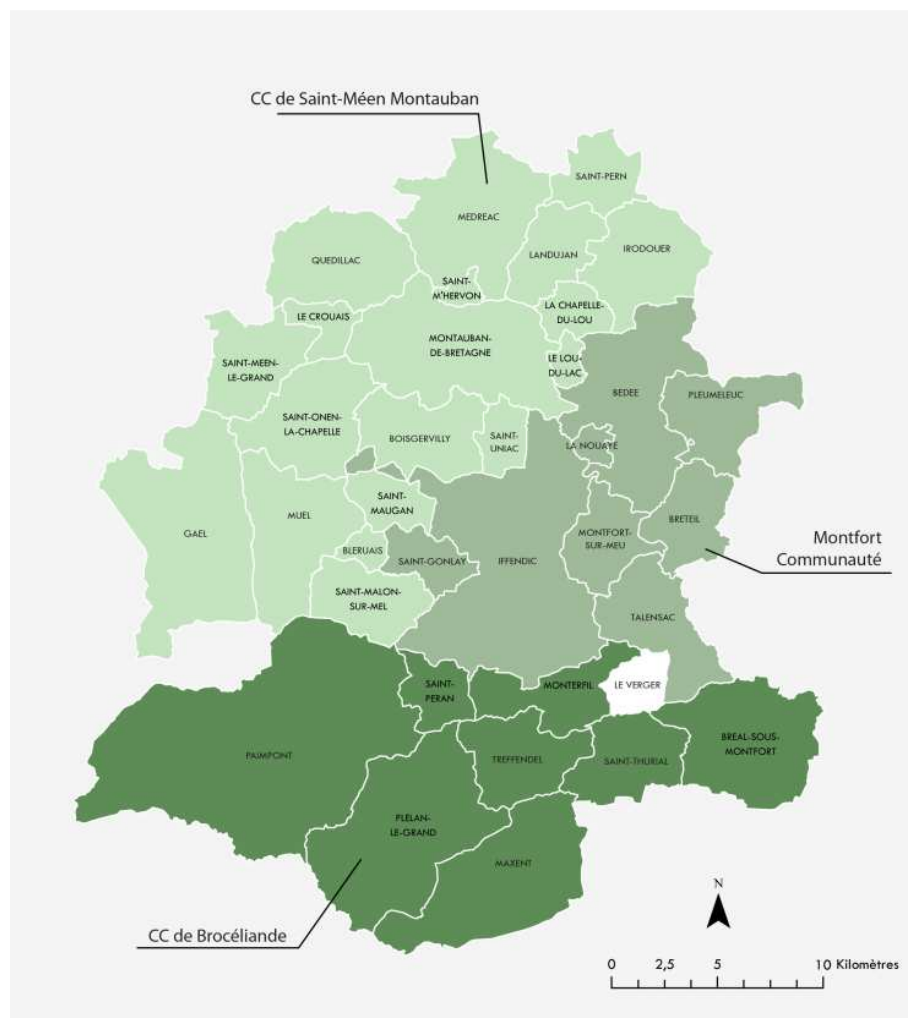 CC de Saint-Méen Montauban
SAINT-PERN
MEDREAC
IRODOUER
LANDUJAN
QUEDILLAC
SAINT-
M'HERVON
LA CHAPELLE-
DU-LOU
LE CROUAIS
MONTAUBAN-
DE-BRETAGNE
LE LOU-
DU-LAC
SAINT-MEEN-
LE-GRAND
BEDEE
PLEUMELEUC
SAINT-ONEN-
LA-CHAPELLE
BOISGERVILLY
SAINT-
UNIAC
LA NOUAYE
SAINT-
MAUGAN
MUEL
GAEL
BRETEIL
MONTFORT-
SUR-MEU
Montfort
Communauté
BLERUAIS
SAINT-GONLAY
IFFENDIC
SAINT-MALON-
SUR-MEL
TALENSAC
SAINT-
PERAN
MONTERFIL
LE VERGER
BREAL-SOUS-
MONTFORT
PAIMPONT
TREFFENDEL
SAINT-THURIAL
PLELAN-
LE-GRAND
MAXENT
CC de Brocéliande
N
0 2,5 5 10 Kilomètres